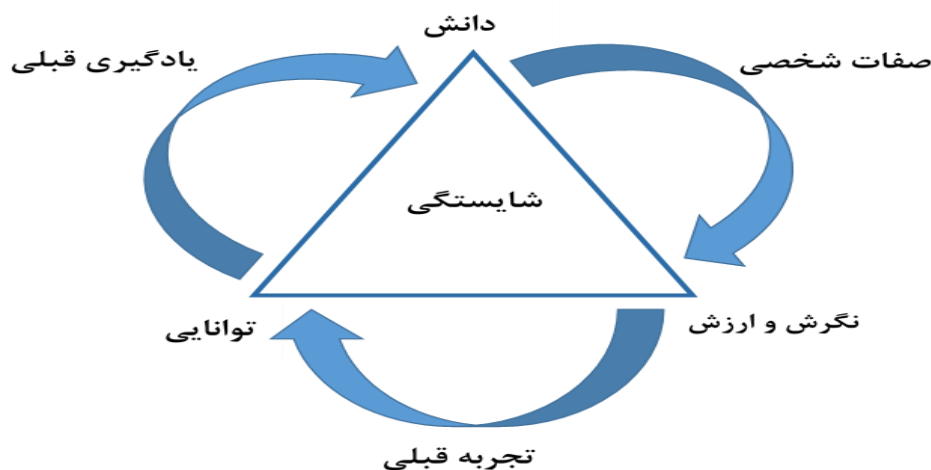 دانش
صفات شخصی
یادگیری قبلی
شایستگی
نگرش و ارزش
توانایی
تجربه قبلی